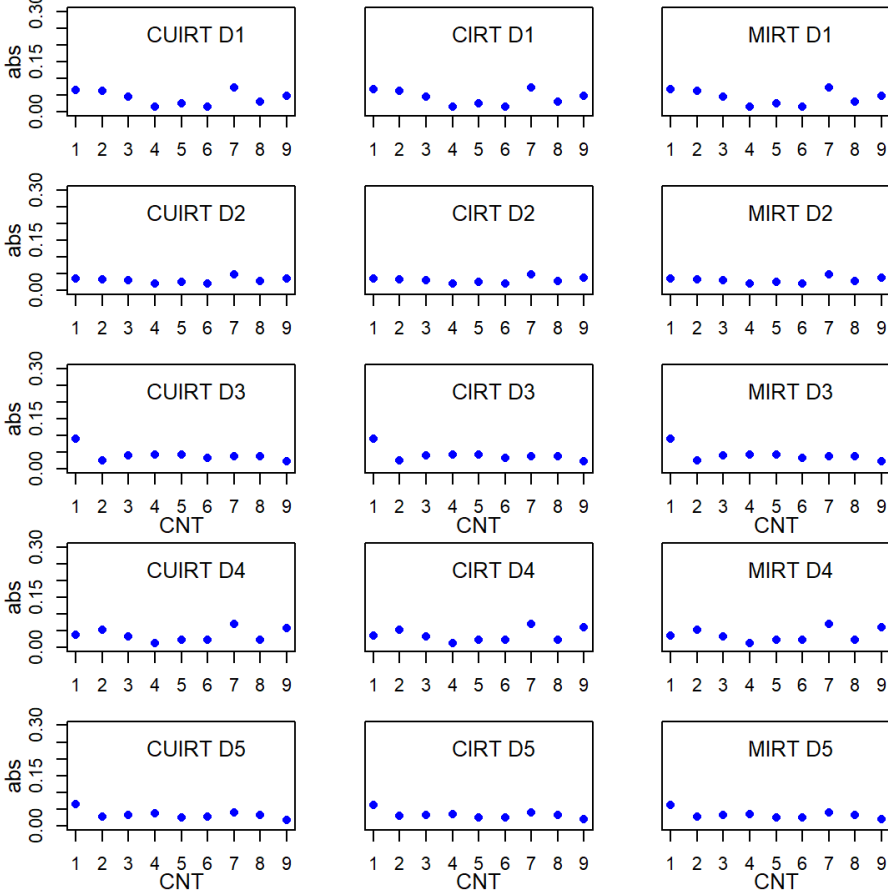 CUIRT D1 CIRT D1 MIRT D1
abs
0.00 0.15 0.30
1 2 3 4 5 6 7 8 9 1 2 3 4 5 6 7 8 9 1 2 3 4 5 6 7 8 9
CUIRT D2 CIRT D2 MIRT D2
abs
0.00 0.15 0.30
1 2 3 4 5 6 7 8 9 1 2 3 4 5 6 7 8 9 1 2 3 4 5 6 7 8 9
CUIRT D3 CIRT D3 MIRT D3
abs
0.00 0.15 0.30
1 2 3 4 5 6 7 8 9 1 2 3 4 5 6 7 8 9 1 2 3 4 5 6 7 8 9
CNT CNT CNT
CUIRT D4 CIRT D4 MIRT D4
abs
0.00 0.15 0.30
1 2 3 4 5 6 7 8 9 1 2 3 4 5 6 7 8 9 1 2 3 4 5 6 7 8 9
CUIRT D5 CIRT D5 MIRT D5
abs
0.00 0.15 0.30
1 2 3 4 5 6 7 8 9 1 2 3 4 5 6 7 8 9 1 2 3 4 5 6 7 8 9
CNT CNT CNT